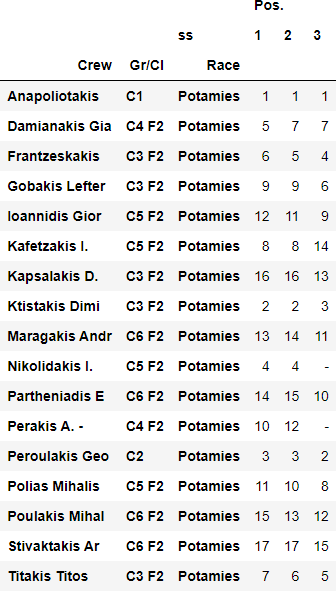 Pos.
ss 1 2 3
Crew Gr/Cl Race
Anapoliotakis C1 Potamies 1 1 1
Damianakis Gia C4 F2 Potamies 5 7 7
Frantzeskakis C3 F2 Potamies 6 5 4
Gobakis Lefter C3 F2 Potamies 9 9 6
Ioannidis Gior C5 F2 Potamies 12 11 9
Kafetzakis I. C5 F2 Potamies 8 8 14
Kapsalakis D. C3 F2 Potamies 16 16 13
Ktistakis Dimi C3 F2 Potamies 2 2 3
Maragakis Andr C6 F2 Potamies 13 14 11
Nikolidakis I. C5 F2 Potamies 4 4 -
Partheniadis E C6 F2 Potamies 14 15 10
Perakis A. - C4 F2 Potamies 10 12 -
Peroulakis Geo C2 Potamies 3 3 2
Polias Mihalis C5 F2 Potamies 11 10 8
Poulakis Mihal C6 F2 Potamies 15 13 12
Stivaktakis Ar C6 F2 Potamies 17 17 15
Titakis Titos C3 F2 Potamies 7 6 5